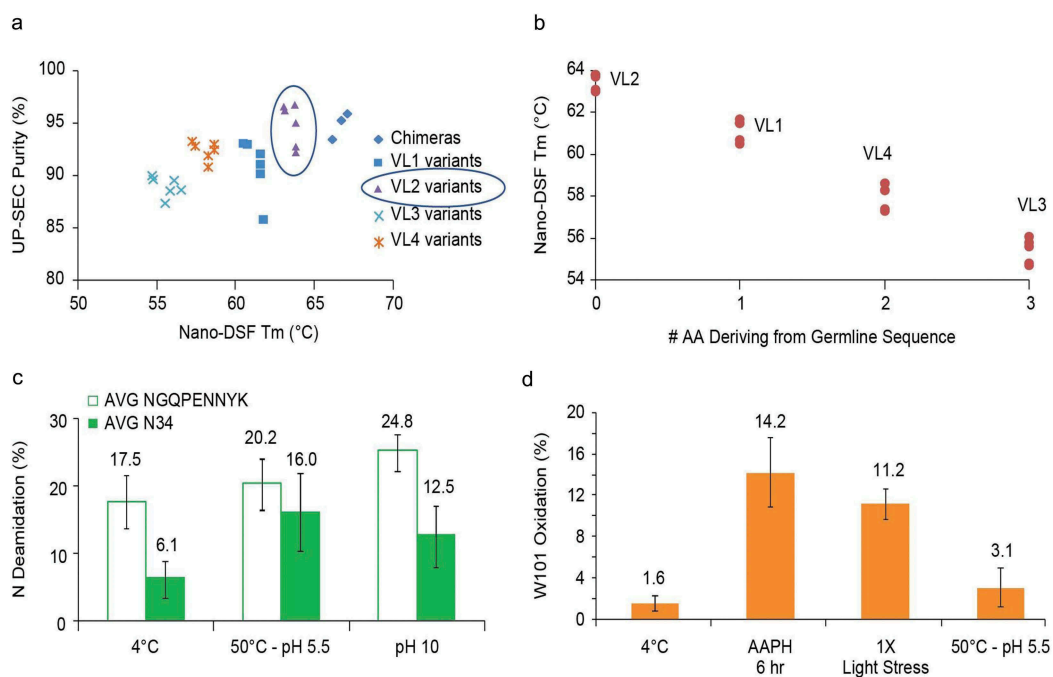 a
100
95
90
85
80
UP-SEC Purity (%)
50
55
60
65
70
Nano-DSF Tm (°C)
Chimeras
VL1 variants
VL2 variants
VL3 variants
VL4 variants
b
64
62
60
58
56
54
Nano-DSF Tm (°C)
VL2
VL1
VL4
VL3
0
1
2
3
# AA Deriving from Germline Sequence
c
AVG NGQPENNYK
AVG N34
30
20
10
0
N Deamidation (%)
17.5
6.1
20.2
16.0
24.8
12.5
4°C
50°C - pH 5.5
pH 10
d
20
16
12
8
4
0
W101 Oxidation (%)
1.6
14.2
11.2
3.1
4°C
AAPH
6 hr
1X
Light Stress
50°C - pH 5.5